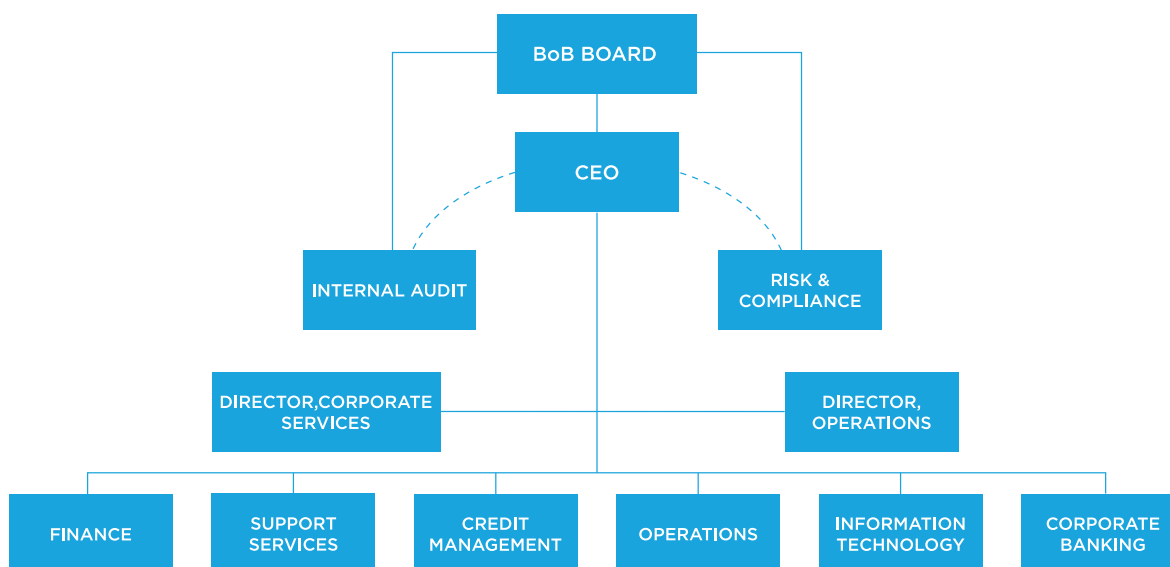 BoB BOARD
CEO
INTERNAL AUDIT
RISK &
COMPLIANCE
DIRECTOR,CORPORATE
SERVICES
DIRECTOR,
OPERATIONS
FINANCE
SUPPORT
SERVICES
CREDIT
MANAGEMENT
OPERATIONS
INFORMATION
TECHNOLOGY
CORPORATE
BANKING